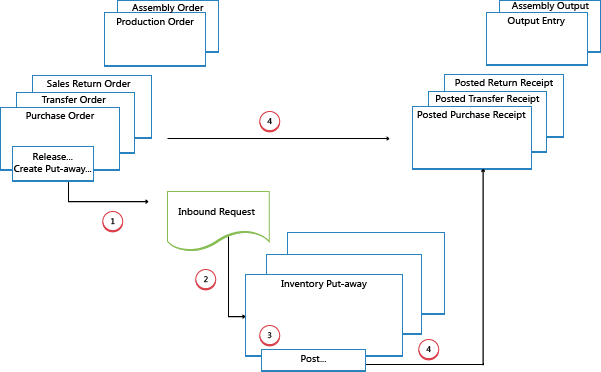 Assembly Order
Production Order
Assembly Output
Output Entry
Sales Return Order
Transfer Order
Purchase Order
Release...
Create Put-away...
4
Posted Return Receipt
Posted Transfer Receipt
Posted Purchase Receipt
1
Inbound Request
2
Inventory Put-away
3
Post...
4